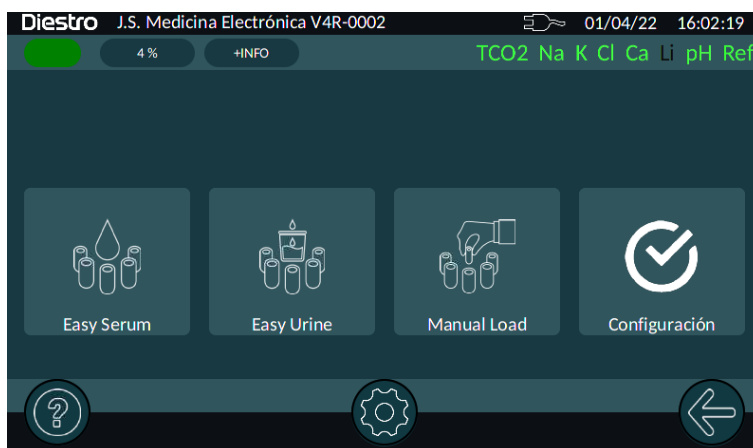 Diestro J.S. Medicina Electrónica V4R-0002 01/04/22 16:02:19
4 % +INFO TCO2 Na K Cl Ca Li pH Ref
Easy Serum Easy Urine Manual Load Configuración
?